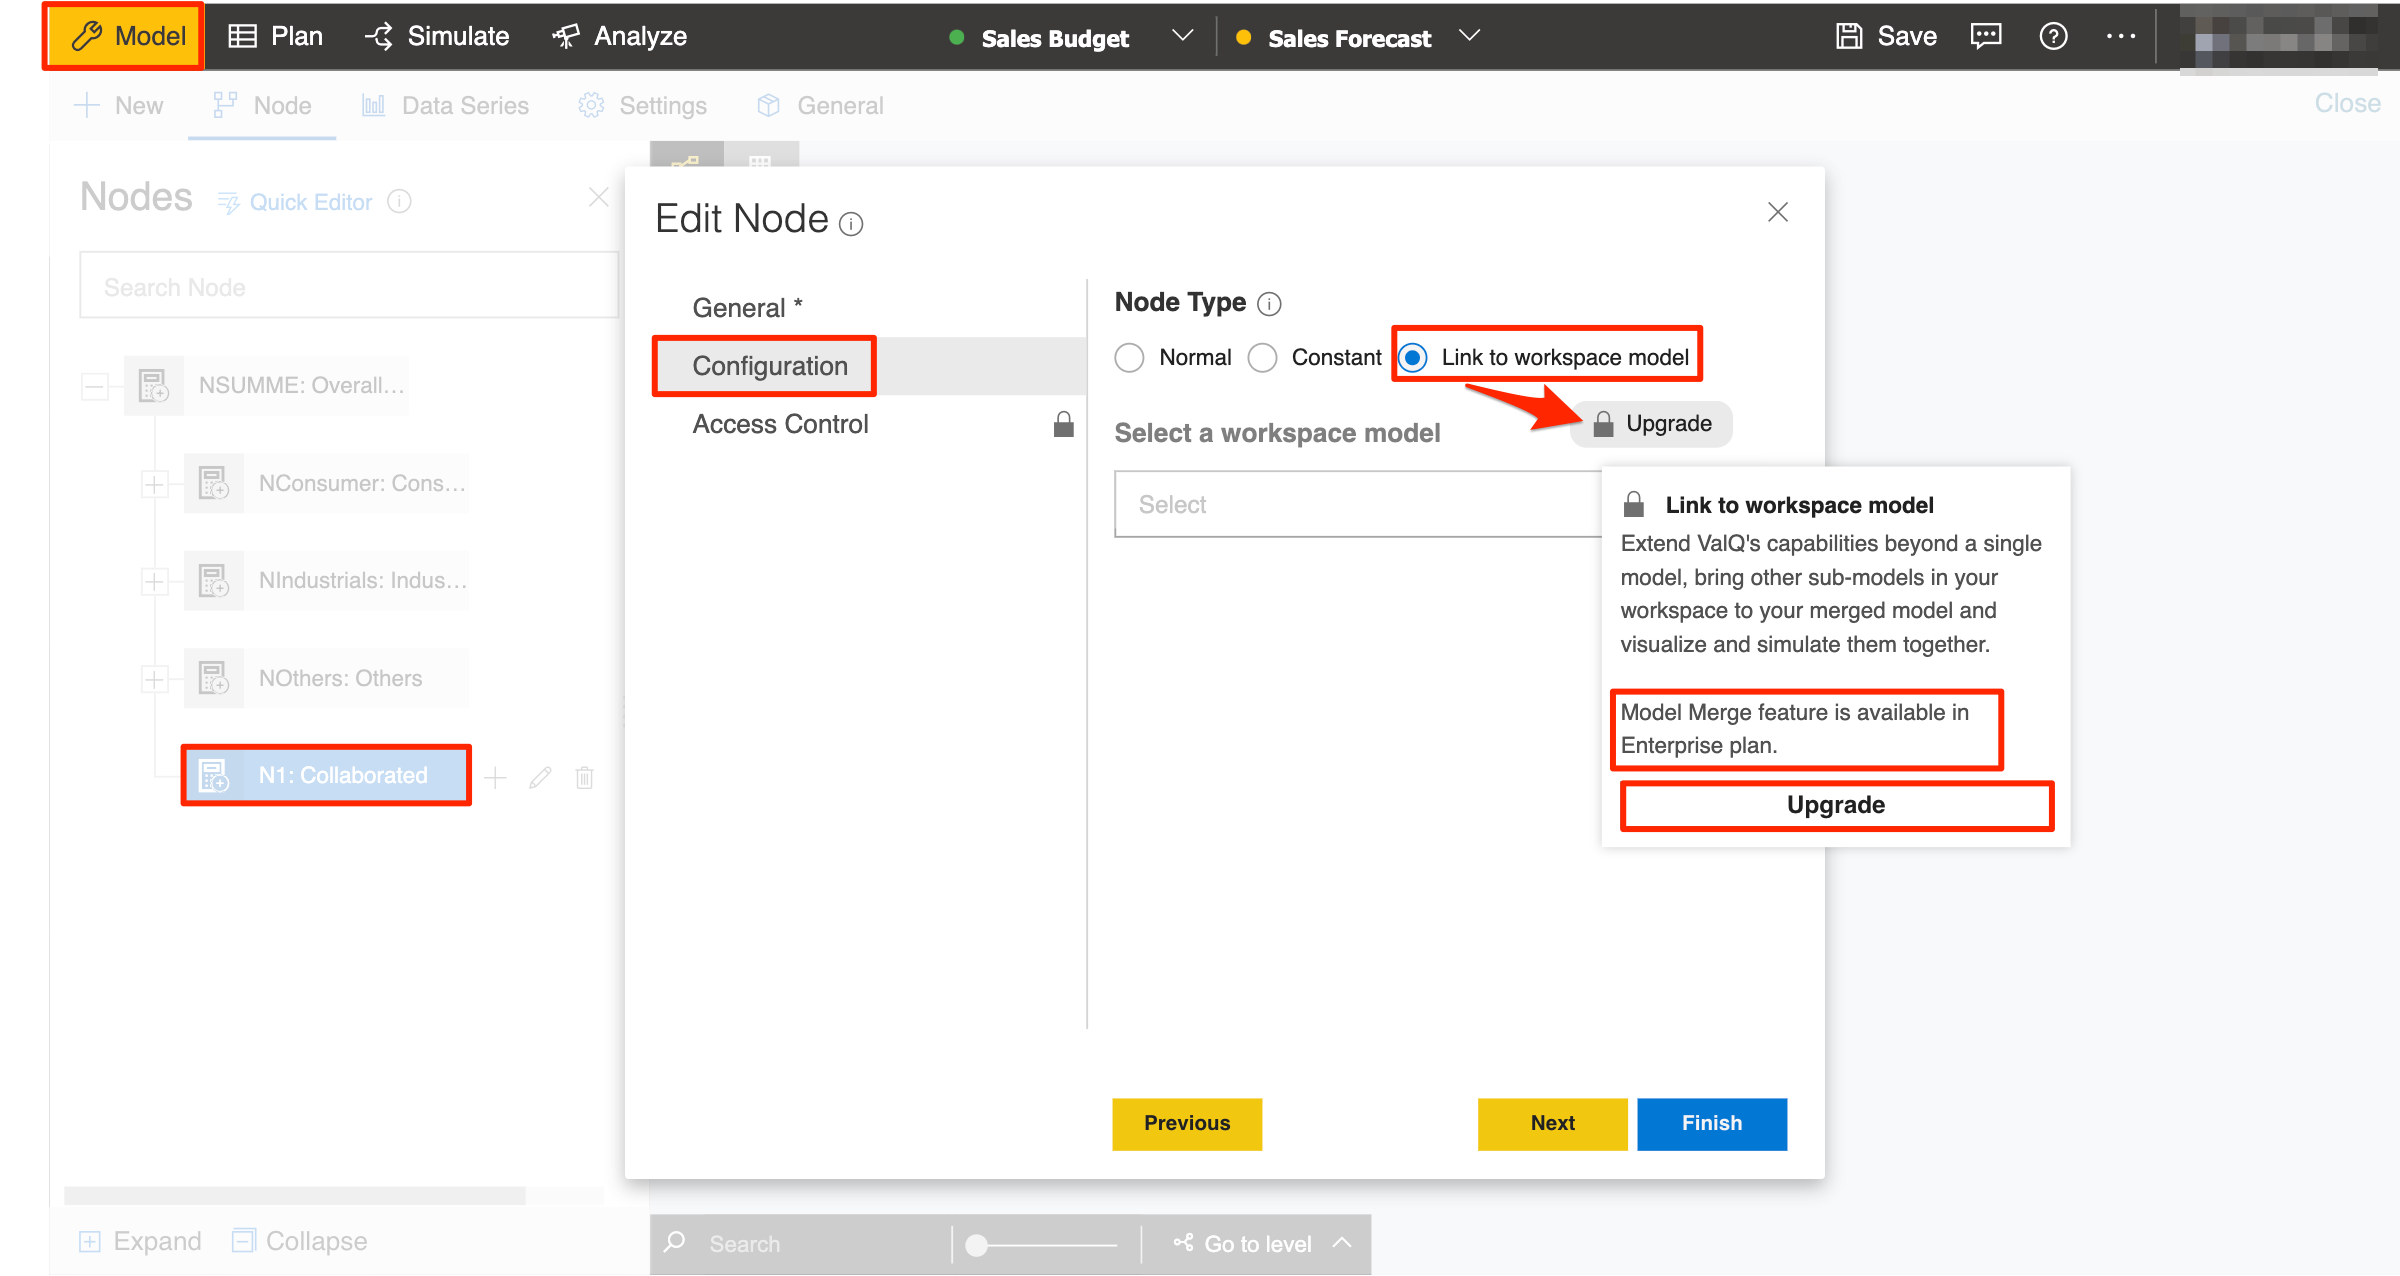 Model Plan Simulate Analyze Sales Budget Sales Forecast Save
New Node Data Series Settings General Close
Nodes Quick Editor
Search Node
NSUMME: Overall...
NConsumer: Cons...
NIndustrials: Indus...
NOthers: Others
N1: Collaborated
Expand Collapse
Edit Node
General *
Configuration
Access Control
Node Type
Normal Constant Link to workspace model
Select a workspace model Upgrade
Select
Link to workspace model
Extend ValQ's capabilities beyond a single
model, bring other sub-models in your
workspace to your merged model and
visualize and simulate them together.
Model Merge feature is available in
Enterprise plan.
Upgrade
Previous Next Finish
Search Go to level